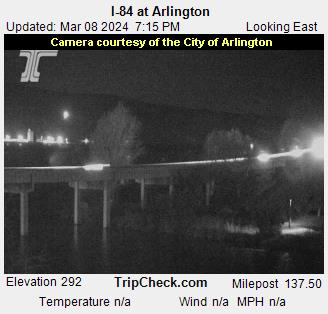 I-84 at Arlington
Updated: Mar 08 2024 7:15 PM Looking East
Camera courtesy of the City of Arlington
Elevation 292 TripCheck.com Milepost 137.50
Temperature n/a Wind n/a MPH n/a